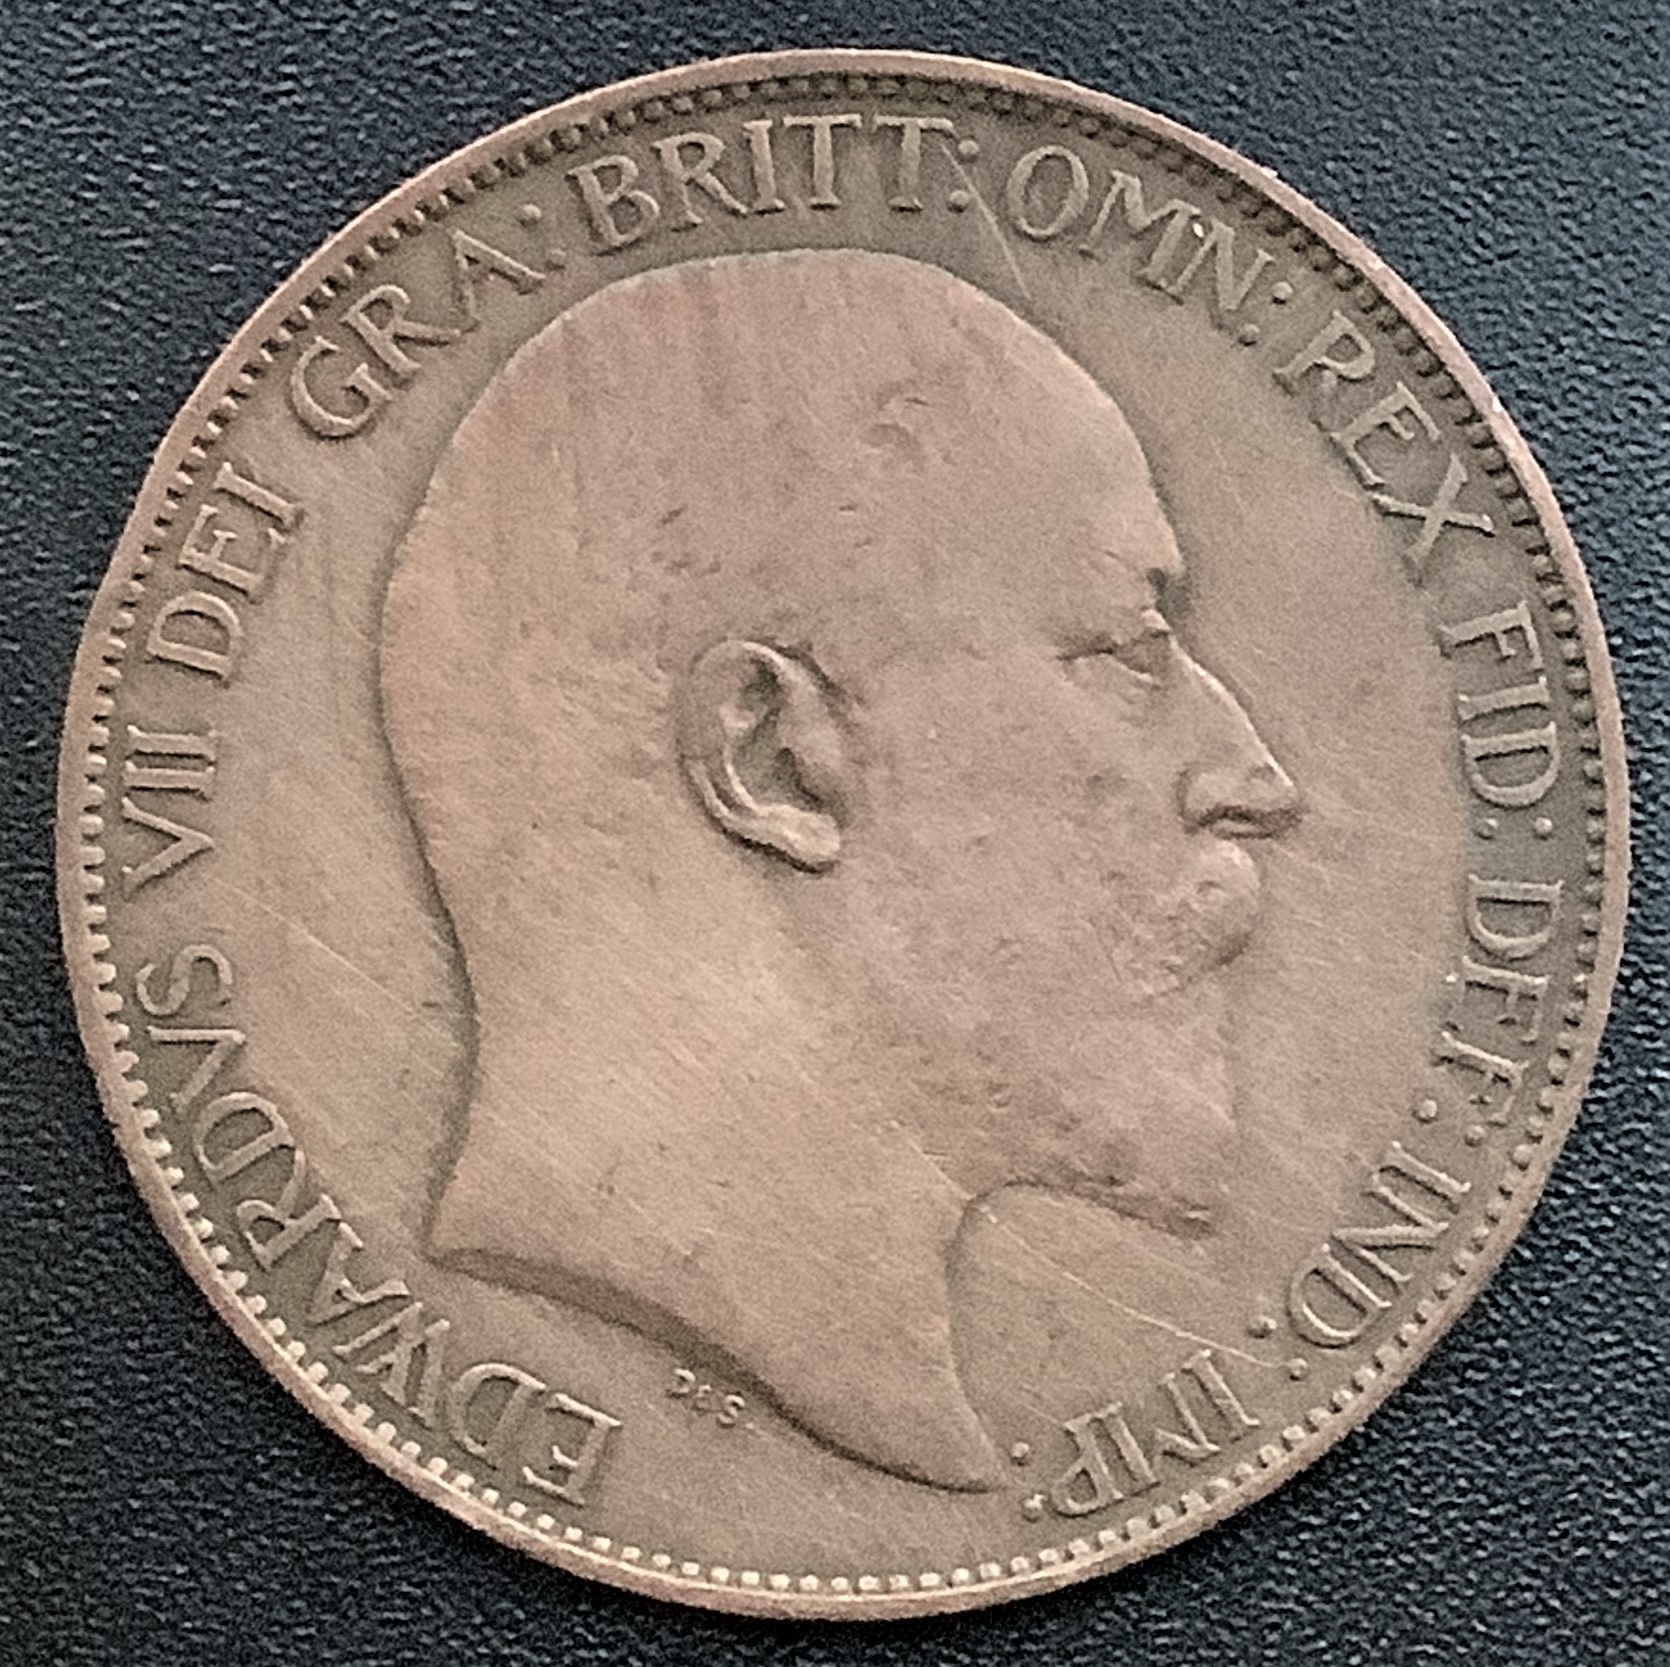 EDWARDVS VII DEI GRA: BRITT: OMN: REX FID: DEF: IND: IMP:
DES.